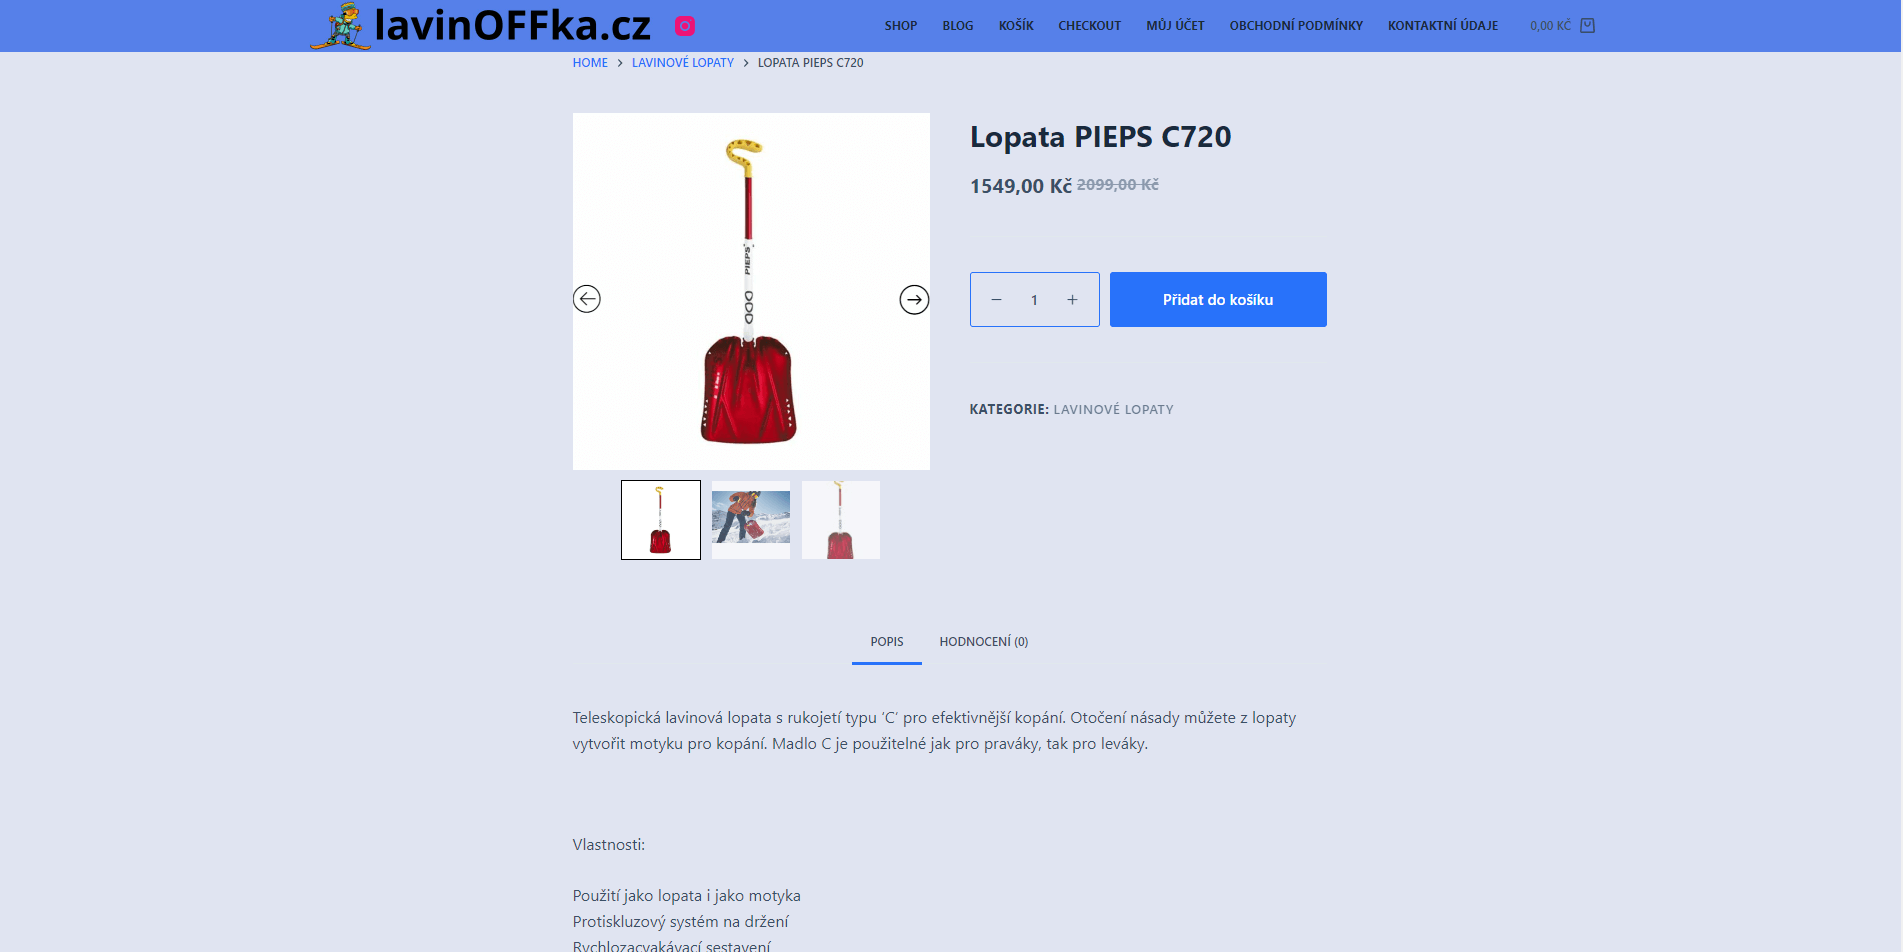 lavinOFFka.cz
SHOP BLOG KOŠÍK CHECKOUT MŮJ ÚČET OBCHODNÍ PODMÍNKY KONTAKTNÍ ÚDAJE 0,00 KČ
HOME > LAVINOVÉ LOPATY > LOPATA PIEPS C720
PIEPS
Lopata PIEPS C720
1549,00 Kč 2099,00 Kč
− 1 +
Přidat do košíku
KATEGORIE: LAVINOVÉ LOPATY
POPIS HODNOCENÍ (0)
Teleskopická lavinová lopata s rukojetí typu ‘C’ pro efektivnější kopání. Otočení násady můžete z lopaty
vytvořit motyku pro kopání. Madlo C je použitelné jak pro praváky, tak pro leváky.
Vlastnosti:
Použití jako lopata i jako motyka
Protiskluzový systém na držení
Rychlozacvakávací sestavení